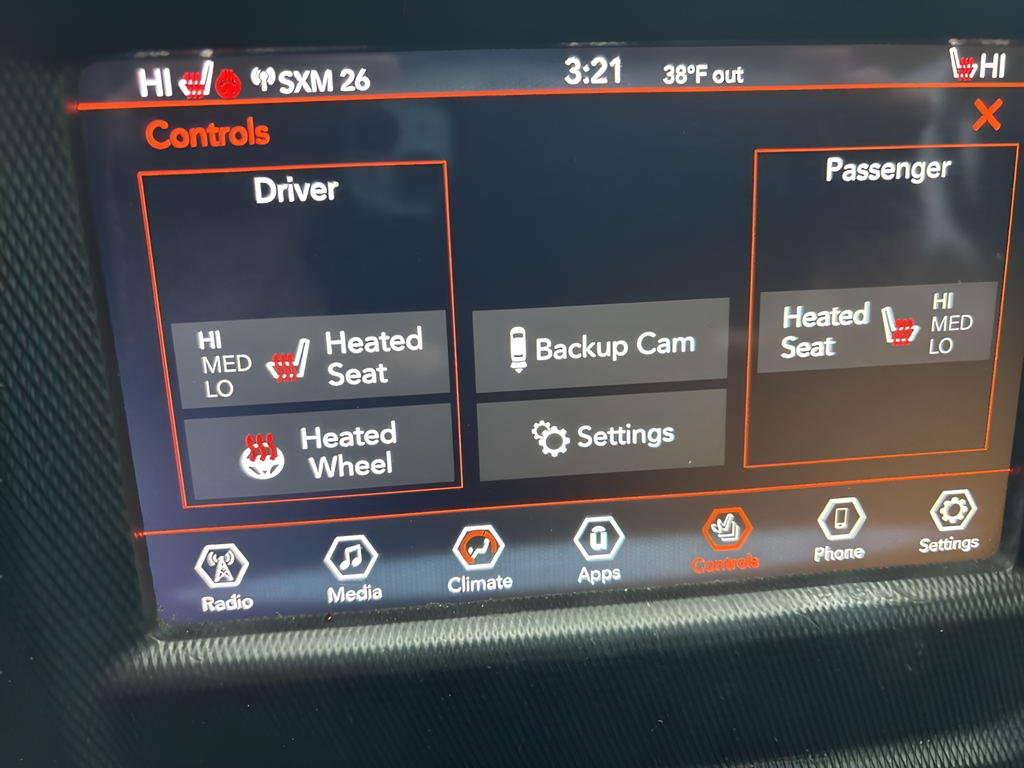 HI SXM 26 3:21 38°F out HI
Controls
Driver
HI
MED
LO
Heated
Seat
Heated
Wheel
Backup Cam
Settings
Passenger
Heated
Seat
HI
MED
LO
Radio Media Climate Apps Controls Phone Settings